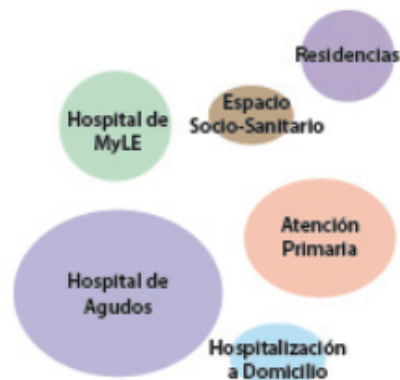 Residencias
Espacio
Socio-Sanitario
Hospital de
MyLE
Atención
Primaria
Hospital de
Agudos
Hospitalización
a Domicilio